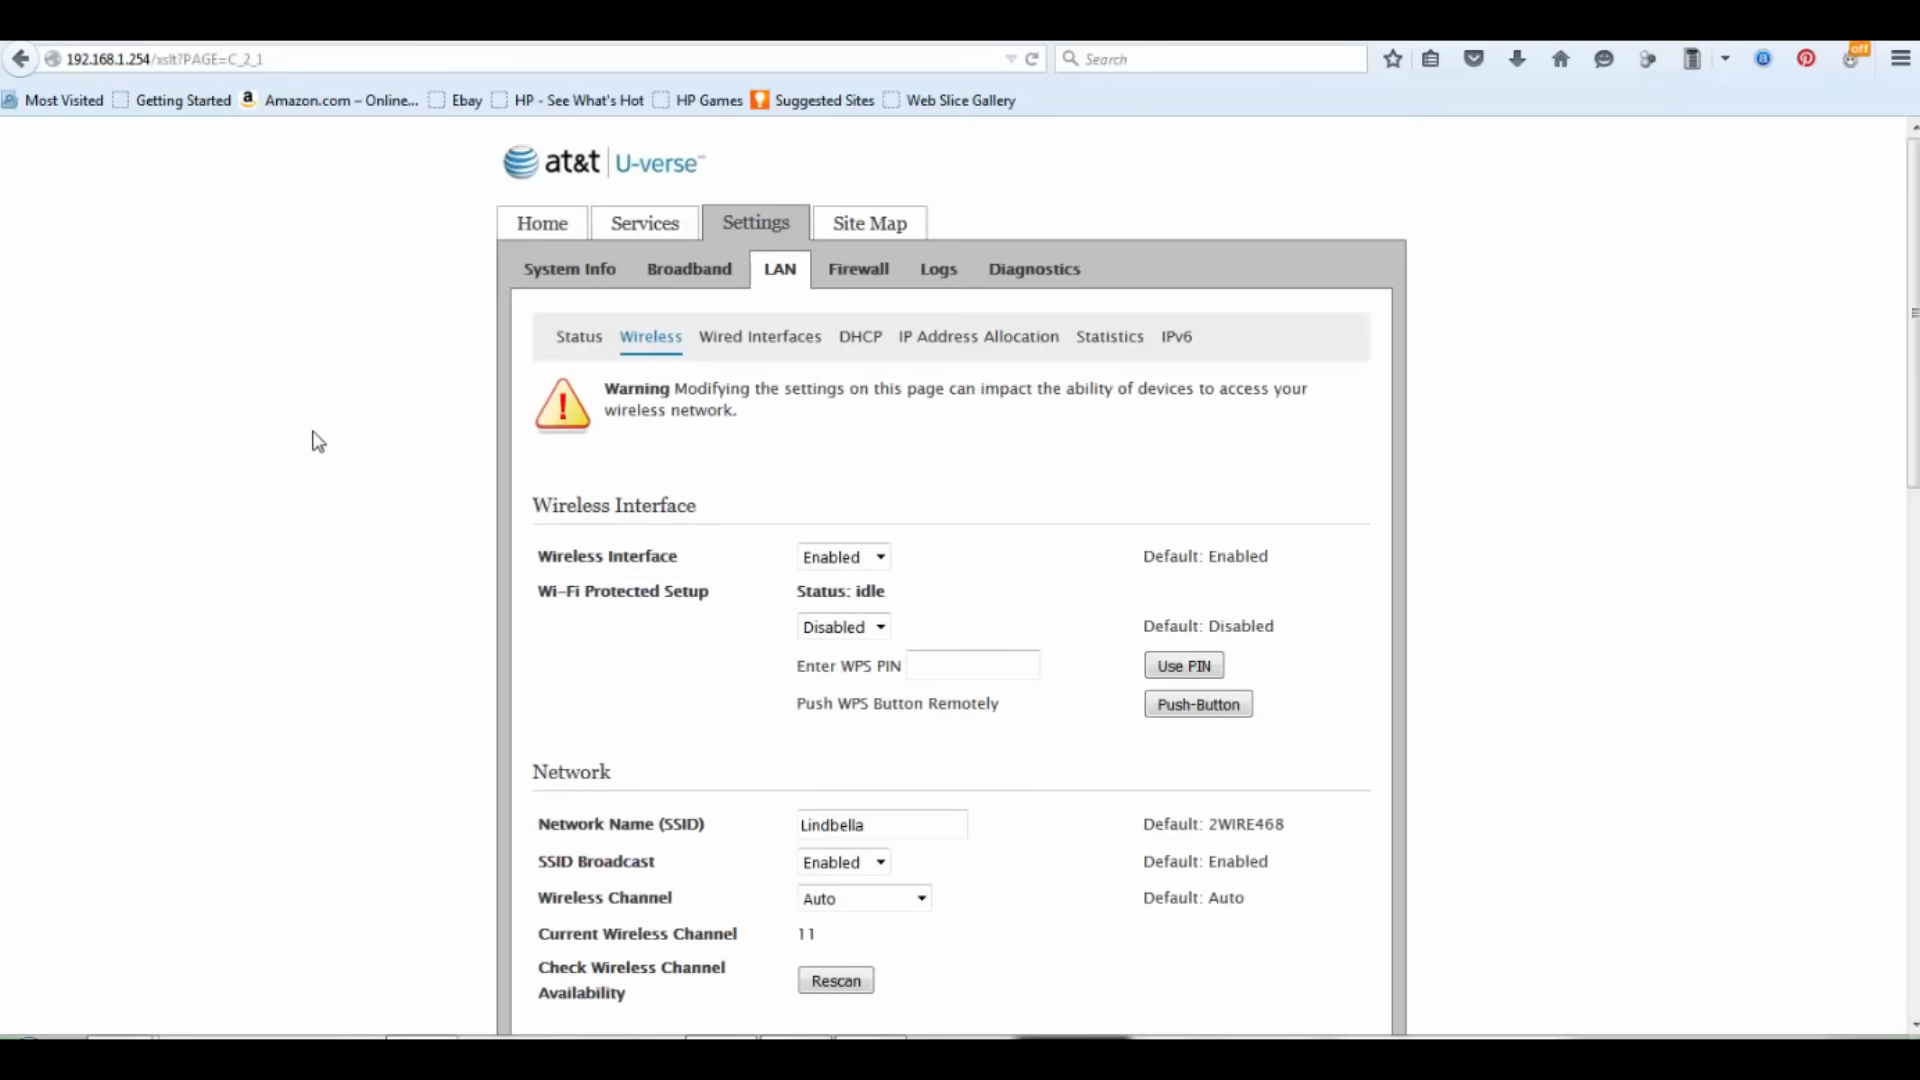 192.168.1.254/xslt?PAGE=C_2_1
Search
off
Most Visited Getting Started a Amazon.com – Online... Ebay HP - See What's Hot HP Games Suggested Sites Web Slice Gallery
at&t U-verse
Home Services Settings Site Map
System Info Broadband LAN Firewall Logs Diagnostics
Status Wireless Wired Interfaces DHCP IP Address Allocation Statistics IPv6
Warning Modifying the settings on this page can impact the ability of devices to access your
wireless network.
Wireless Interface
Wireless Interface Enabled Default: Enabled
Wi-Fi Protected Setup Status: idle
Disabled Default: Disabled
Enter WPS PIN Use PIN
Push WPS Button Remotely Push-Button
Network
Network Name (SSID) Lindbella Default: 2WIRE468
SSID Broadcast Enabled Default: Enabled
Wireless Channel Auto Default: Auto
Current Wireless Channel 11
Check Wireless Channel
Availability Rescan